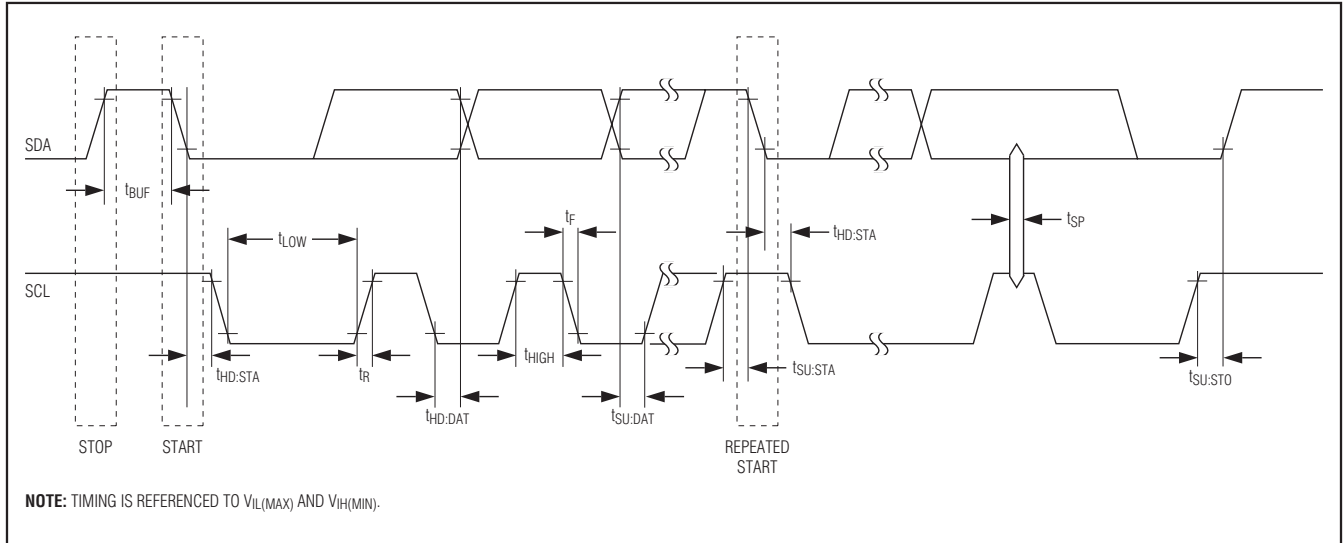 SDA
tBUF
tLOW
tF
tHD:STA
tSP
SCL
tHD:STA
tR
tHD:DAT
tHIGH
tSU:DAT
tSU:STA
tSU:STO
STOP
START
REPEATED
START
NOTE: TIMING IS REFERENCED TO VIL(MAX) AND VIH(MIN).